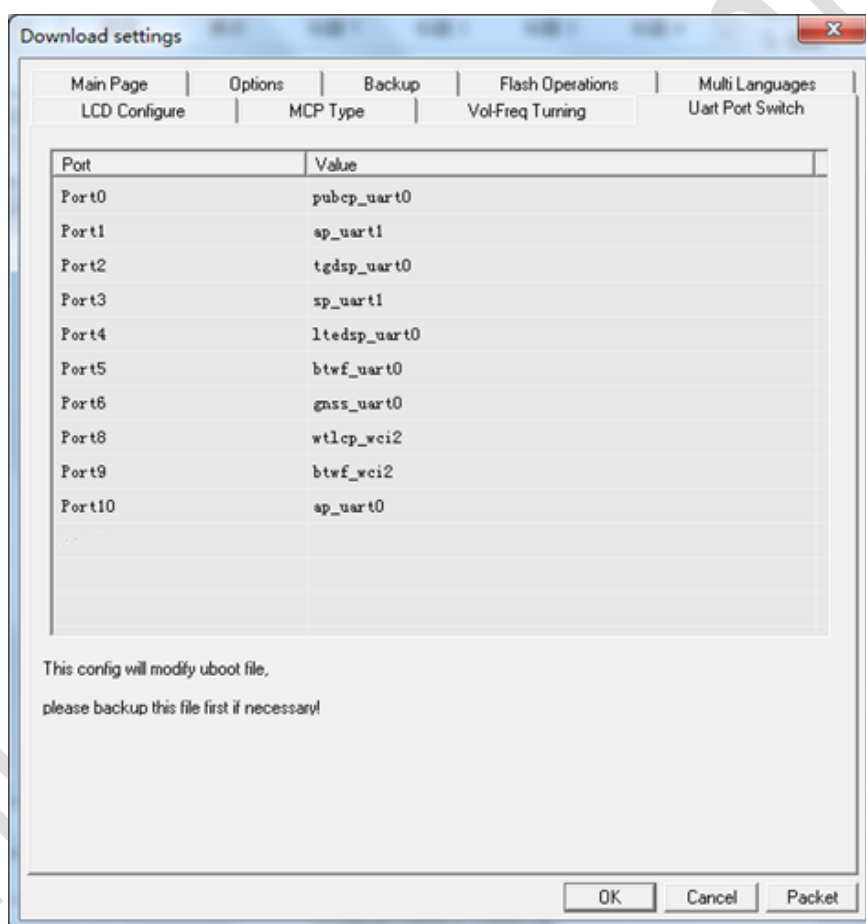 Download settings
Main Page Options Backup Flash Operations Multi Languages
LCD Configure MCP Type Vol-Freq Turning Uart Port Switch
Port Value
Port0 pubcp_uart0
Port1 ap_uart1
Port2 tgdsp_uart0
Port3 sp_uart1
Port4 ltedsp_uart0
Port5 btwf_uart0
Port6 gnss_uart0
Port8 wtlcp_wci2
Port9 btwf_wci2
Port10 ap_uart0
This config will modify uboot file,
please backup this file first if necessary!
OK Cancel Packet